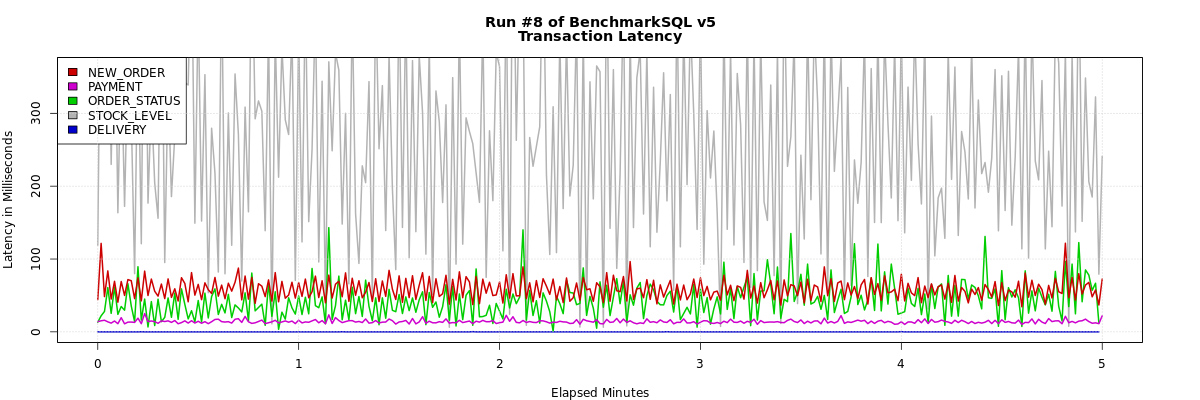 Run #8 of BenchmarkSQL v5
Transaction Latency
NEW_ORDER
PAYMENT
ORDER_STATUS
STOCK_LEVEL
DELIVERY
Latency in Milliseconds
300
200
100
0
0 1 2 3 4 5
Elapsed Minutes